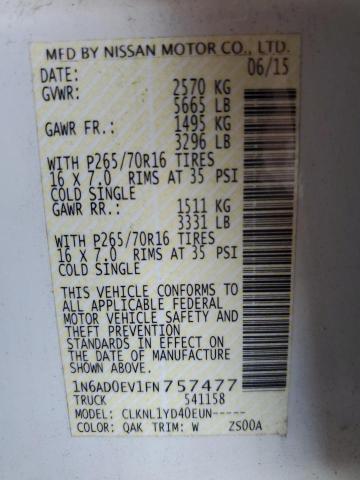 MFD BY NISSAN MOTOR CO., LTD.
DATE: 06/15
GVWR: 2570 KG
5665 LB
GAWR FR.: 1495 KG
3296 LB
WITH P265/70R16 TIRES
16 X 7.0 RIMS AT 35 PSI
COLD SINGLE
GAWR RR.: 1511 KG
3331 LB
WITH P265/70R16 TIRES
16 X 7.0 RIMS AT 35 PSI
COLD SINGLE
THIS VEHICLE CONFORMS TO
ALL APPLICABLE FEDERAL
MOTOR VEHICLE SAFETY AND
THEFT PREVENTION
STANDARDS IN EFFECT ON
THE DATE OF MANUFACTURE
SHOWN ABOVE.
1N6AD0EV1FN757477
TRUCK 541158
MODEL: CLKNL1YD40EUN-----
COLOR: QAK TRIM: W ZS00A